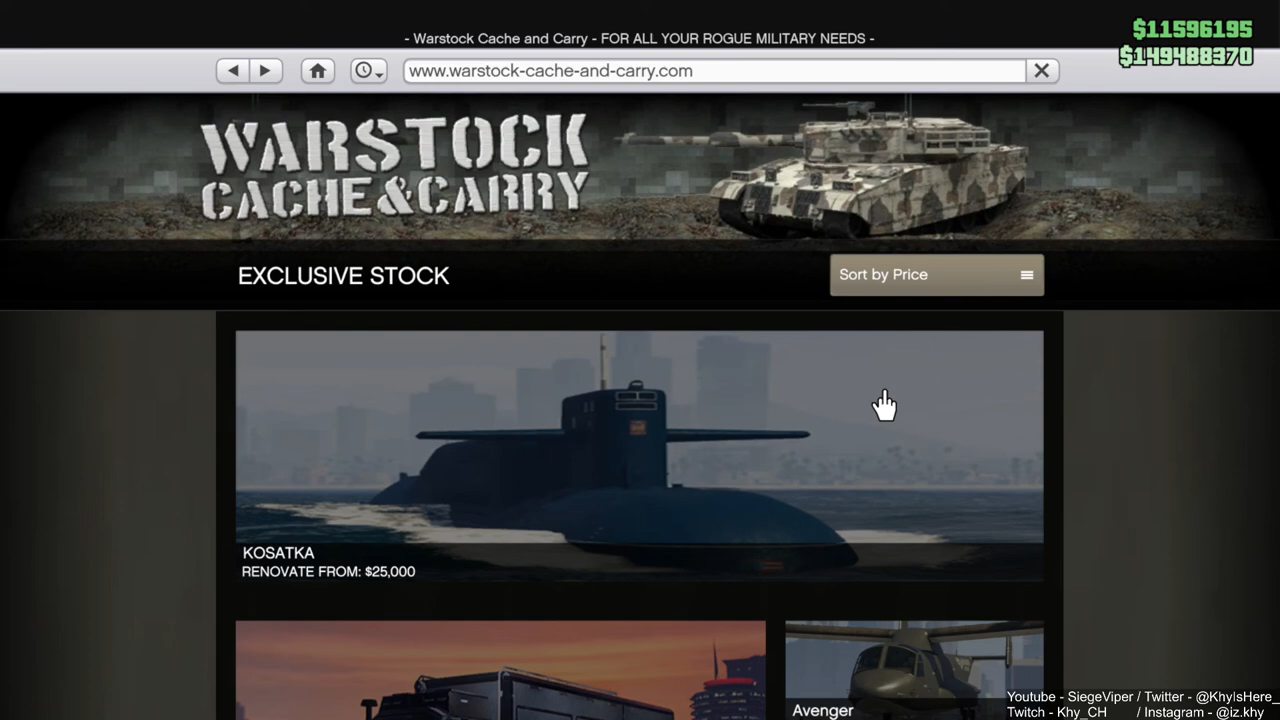 - Warstock Cache and Carry - FOR ALL YOUR ROGUE MILITARY NEEDS -
$11596195
$149488370
www.warstock-cache-and-carry.com
WARSTOCK
CACHE&CARRY
EXCLUSIVE STOCK
Sort by Price
KOSATKA
RENOVATE FROM: $25,000
Avenger
Youtube - SiegeViper / Twitter - @KhyIsHere_
Twitch - Khy_CH / Instagram - @iz.khy